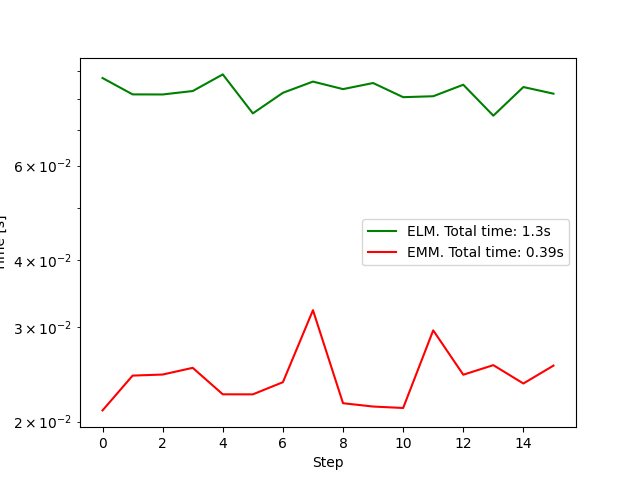 6 × 10⁻²
4 × 10⁻²
3 × 10⁻²
2 × 10⁻²
Time [s]
ELM. Total time: 1.3s
EMM. Total time: 0.39s
0 2 4 6 8 10 12 14
Step